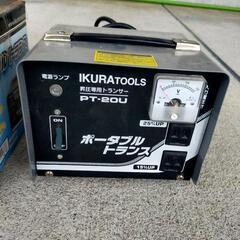 電源ランプ
IKURATOOLS
昇圧専用トランサー
PT-20U
ON
V
25%UP
ポータブル
トランス
15%UP